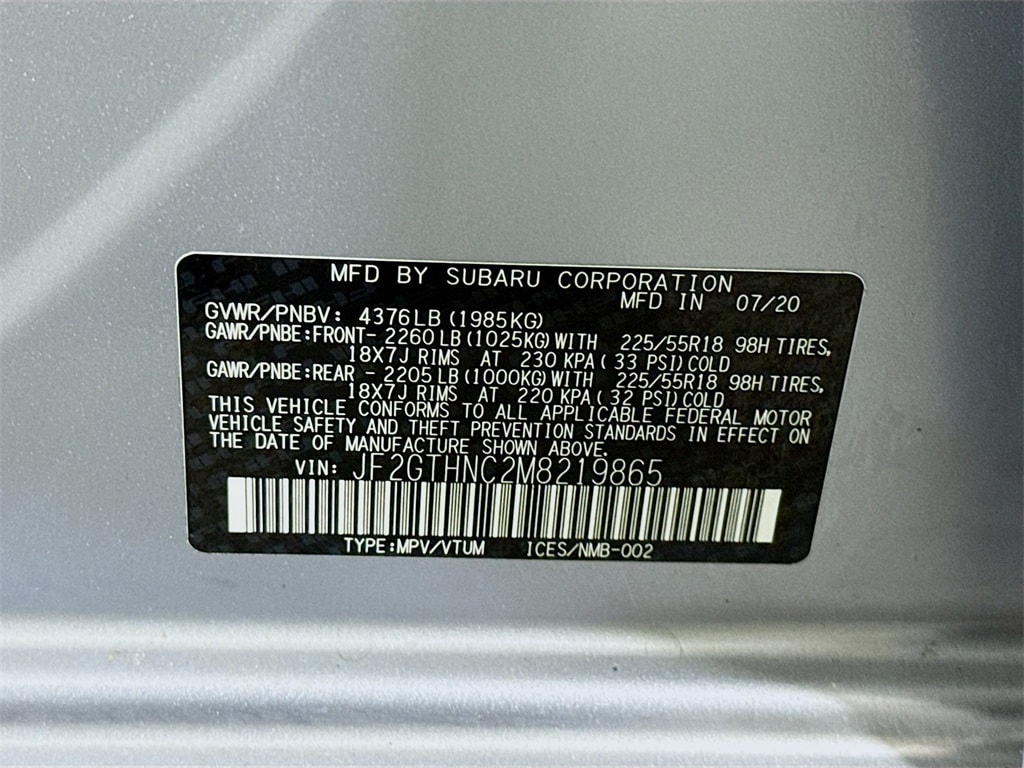 MFD BY SUBARU CORPORATION
MFD IN 07/20
GVWR/PNBV: 4376LB (1985KG)
GAWR/PNBE:FRONT- 2260 LB (1025KG) WITH 225/55R18 98H TIRES,
18X7J RIMS AT 230 KPA ( 33 PSI) COLD
GAWR/PNBE:REAR - 2205 LB (1000KG) WITH 225/55R18 98H TIRES,
18X7J RIMS AT 220 KPA ( 32 PSI) COLD
THIS VEHICLE CONFORMS TO ALL APPLICABLE FEDERAL MOTOR
VEHICLE SAFETY AND THEFT PREVENTION STANDARDS IN EFFECT ON
THE DATE OF MANUFACTURE SHOWN ABOVE.
VIN: JF2GTHNC2M8219865
TYPE:MPV/VTUM ICES/NMB-002